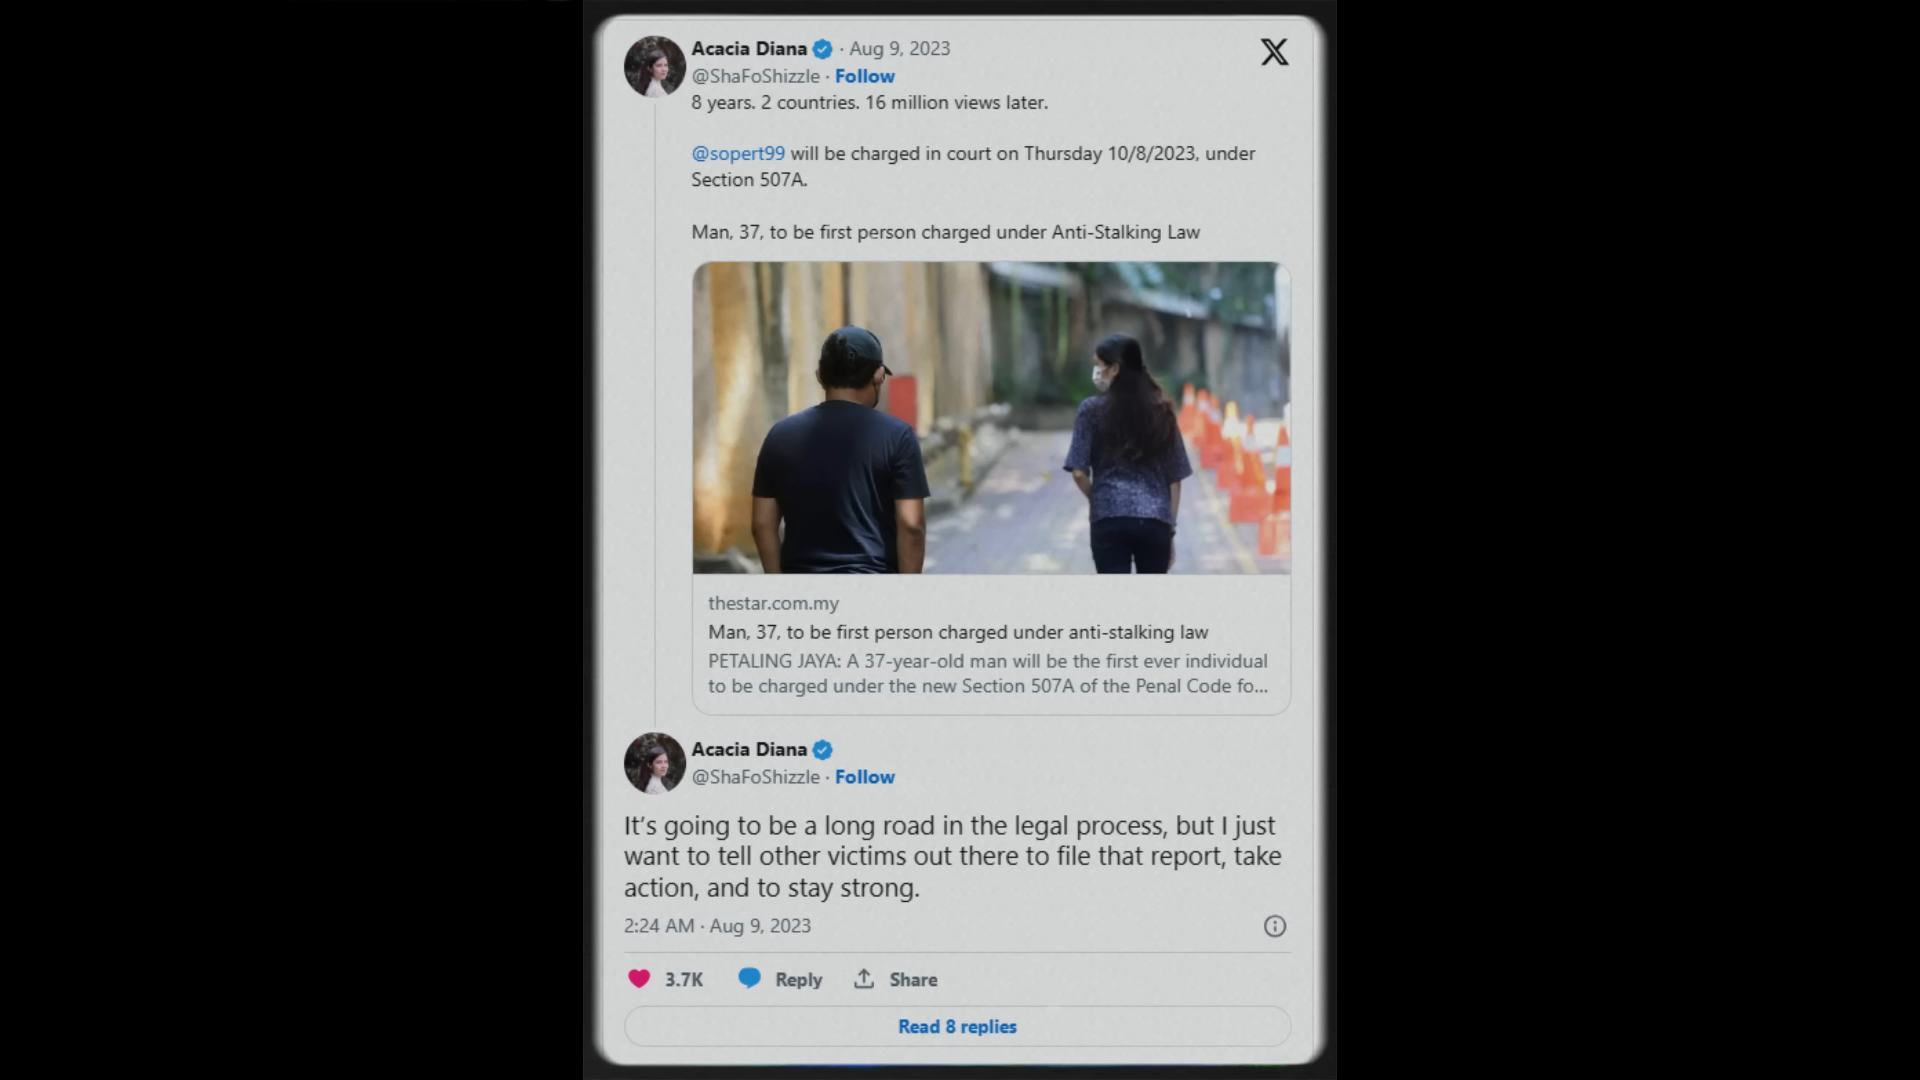 Acacia Diana · Aug 9, 2023
@ShaFoShizzle · Follow
8 years. 2 countries. 16 million views later.
@sopert99 will be charged in court on Thursday 10/8/2023, under
Section 507A.
Man, 37, to be first person charged under Anti-Stalking Law
thestar.com.my
Man, 37, to be first person charged under anti-stalking law
PETALING JAYA: A 37-year-old man will be the first ever individual
to be charged under the new Section 507A of the Penal Code fo...
Acacia Diana
@ShaFoShizzle · Follow
It's going to be a long road in the legal process, but I just
want to tell other victims out there to file that report, take
action, and to stay strong.
2:24 AM · Aug 9, 2023
3.7K Reply Share
Read 8 replies